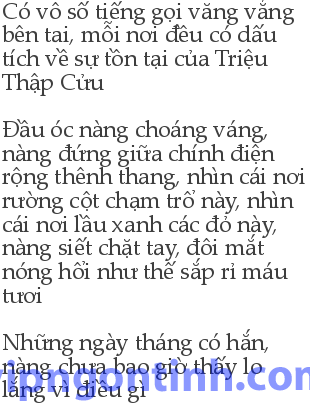 Có vô số tiếng gọi văng vẳng
bên tai, mỗi nơi đều có dấu
tích về sự tồn tại của Triệu
Thập Cửu
Đầu óc nàng choáng váng,
nàng đứng giữa chính điện
rộng thênh thang, nhìn cái nơi
rường cột chạm trổ này, nhìn
cái nơi lầu xanh các đỏ này,
nàng siết chặt tay, đôi mắt
nóng hổi như thể sắp rỉ máu
tươi
Những ngày tháng có hắn,
nàng chưa bao giờ thấy lo
lắng vì điều gì
vipngontinh.com